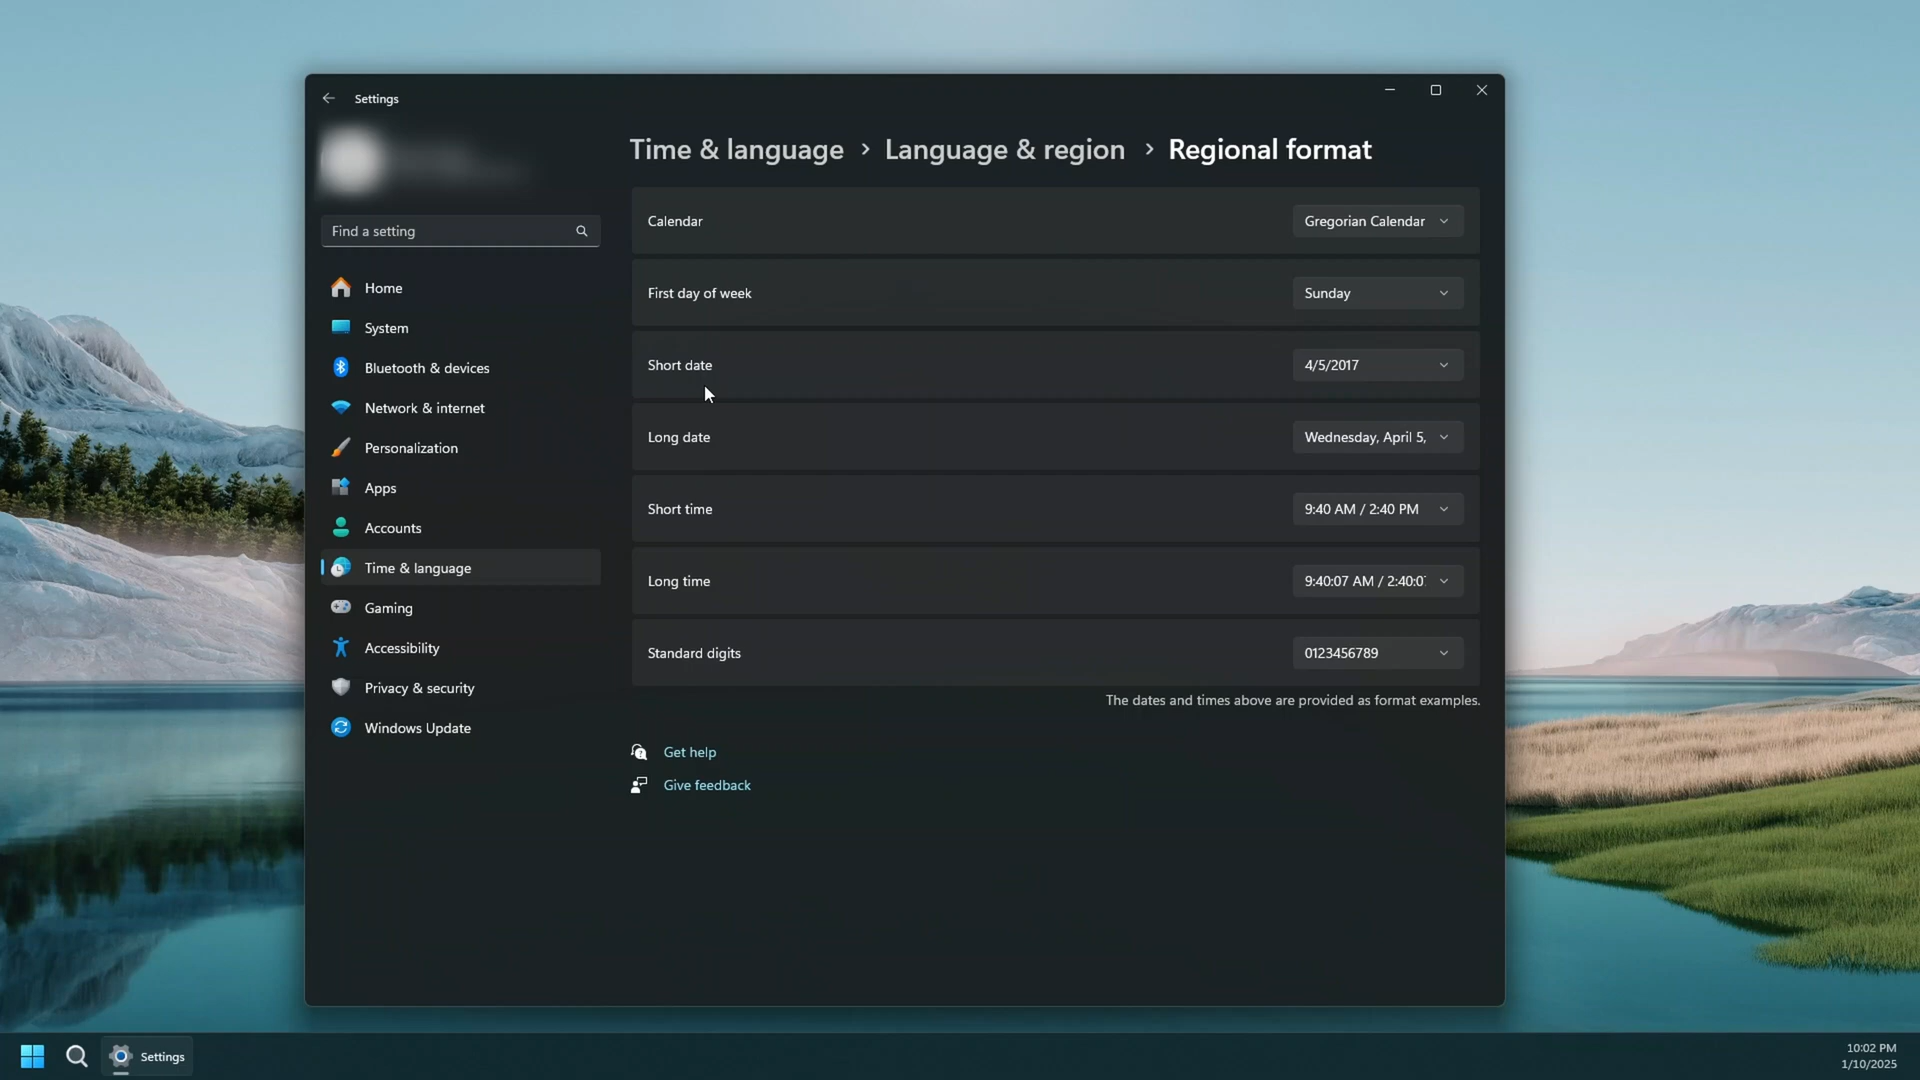 Settings
Time & language > Language & region > Regional format
Find a setting
Home
System
Bluetooth & devices
Network & internet
Personalization
Apps
Accounts
Time & language
Gaming
Accessibility
Privacy & security
Windows Update
Calendar Gregorian Calendar
First day of week Sunday
Short date 4/5/2017
Long date Wednesday, April 5,
Short time 9:40 AM / 2:40 PM
Long time 9:40:07 AM / 2:40:0
Standard digits 0123456789
The dates and times above are provided as format examples.
Get help
Give feedback
Settings
10:02 PM
1/10/2025